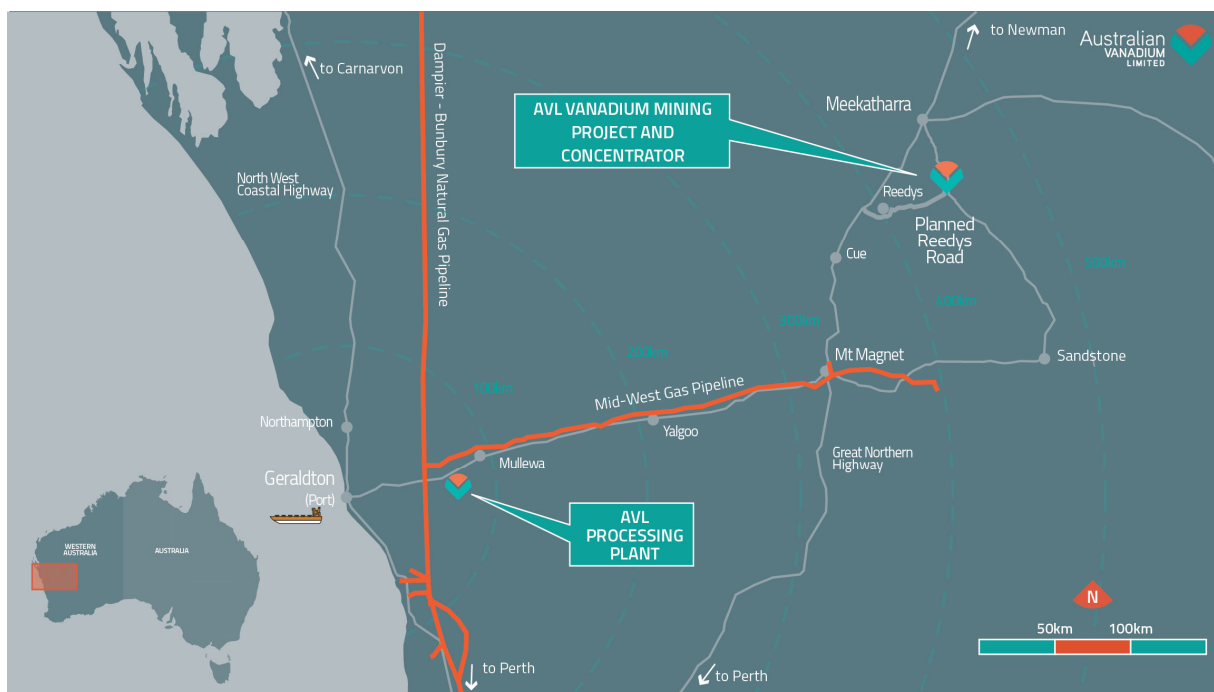 to Carnarvon
Dampier - Bunbury Natural Gas Pipeline
to Newman
Australian
VANADIUM
LIMITED
AVL VANADIUM MINING
PROJECT AND
CONCENTRATOR
Meekatharra
North West
Coastal Highway
Reedys
Planned
Reedys
Road
Cue
500km
400km
300km
200km
100km
Mt Magnet
Sandstone
Mid-West Gas Pipeline
Northampton
Yalgoo
Mullewa
Great Northern
Highway
Geraldton
(Port)
AVL
PROCESSING
PLANT
WESTERN
AUSTRALIA
AUSTRALIA
N
50km
100km
to Perth
to Perth